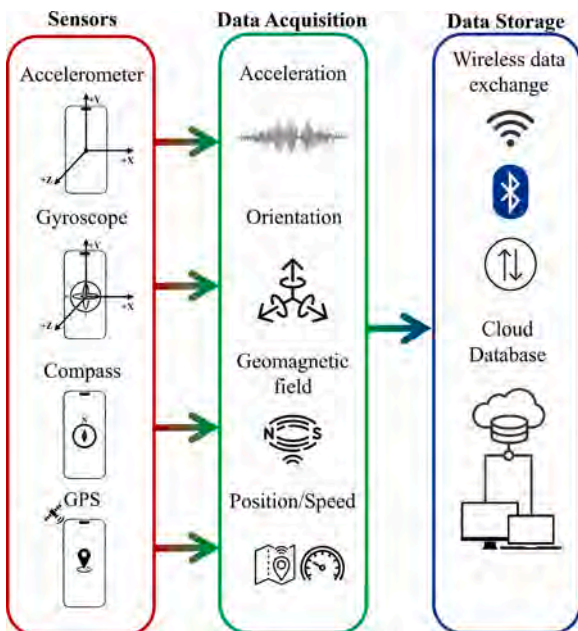 Sensors
Accelerometer
+Y
+X
+Z
Gyroscope
+Y
+X
+Z
Compass
N
GPS
Data Acquisition
Acceleration
Orientation
Geomagnetic
field
N S
Position/Speed
Data Storage
Wireless data
exchange
Cloud
Database